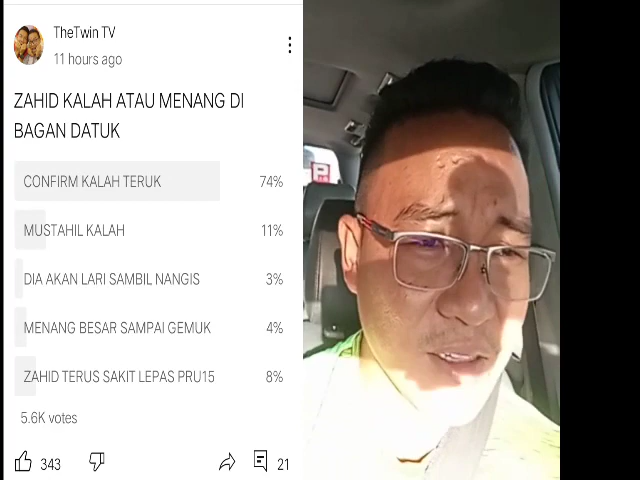 TheTwin TV
11 hours ago
ZAHID KALAH ATAU MENANG DI
BAGAN DATUK
CONFIRM KALAH TERUK 74%
MUSTAHIL KALAH 11%
DIA AKAN LARI SAMBIL NANGIS 3%
MENANG BESAR SAMPAI GEMUK 4%
ZAHID TERUS SAKIT LEPAS PRU15 8%
5.6K votes
343 21
P